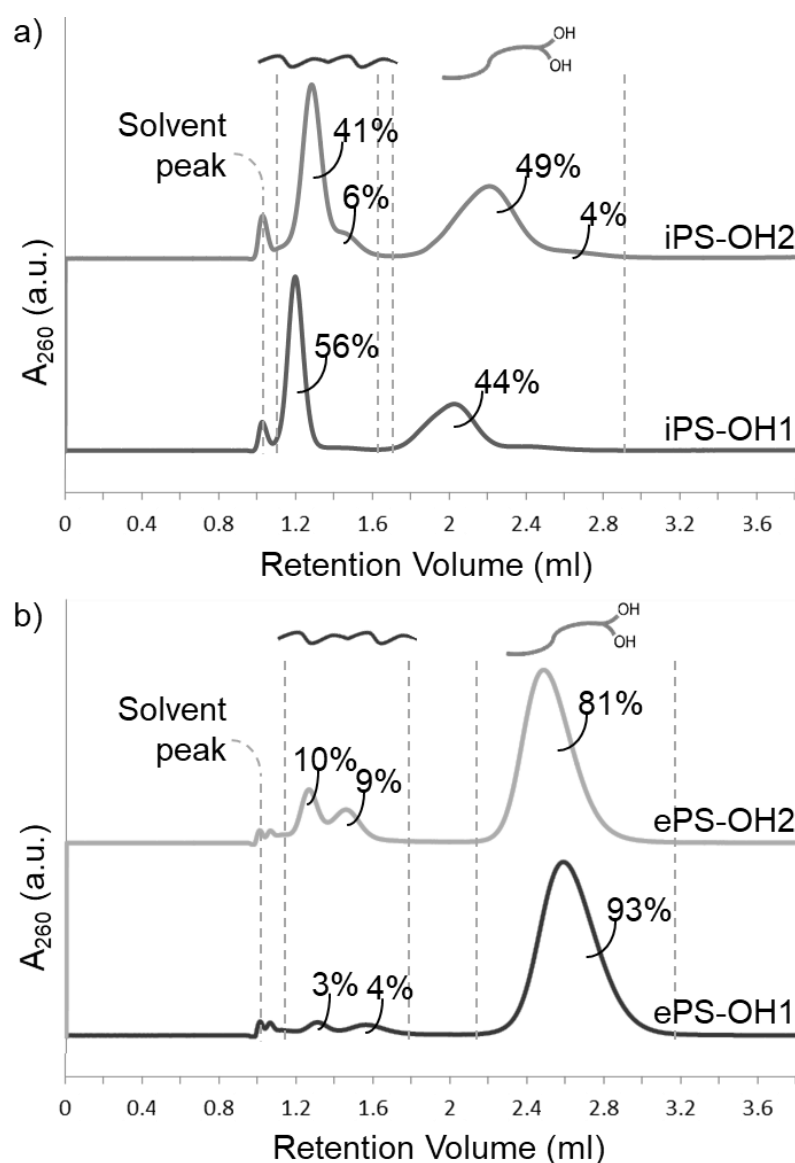 a)
OH
OH
Solvent
peak
41%
6%
49%
4%
iPS-OH2
56%
44%
iPS-OH1
A₂₆₀ (a.u.)
0 0.4 0.8 1.2 1.6 2 2.4 2.8 3.2 3.6
Retention Volume (ml)
b)
OH
OH
Solvent
peak
81%
10%
9%
ePS-OH2
93%
3%
4%
ePS-OH1
A₂₆₀ (a.u.)
0 0.4 0.8 1.2 1.6 2 2.4 2.8 3.2 3.6
Retention Volume (ml)